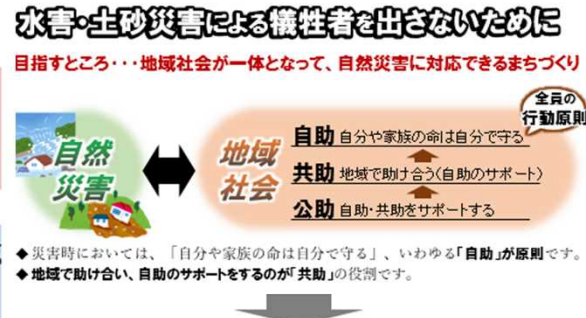 水害・土砂災害による犠牲者を出さないために
目指すところ・・・地域社会が一体となって、自然災害に対応できるまちづくり
全員の
行動原則
自然
災害
地域
社会
自助 自分や家族の命は自分で守る
共助 地域で助け合う(自助のサポート)
公助 自助・共助をサポートする
◆災害時においては、「自分や家族の命は自分で守る」、いわゆる「自助」が原則です。
◆地域で助け合い、自助のサポートをするのが「共助」の役割です。